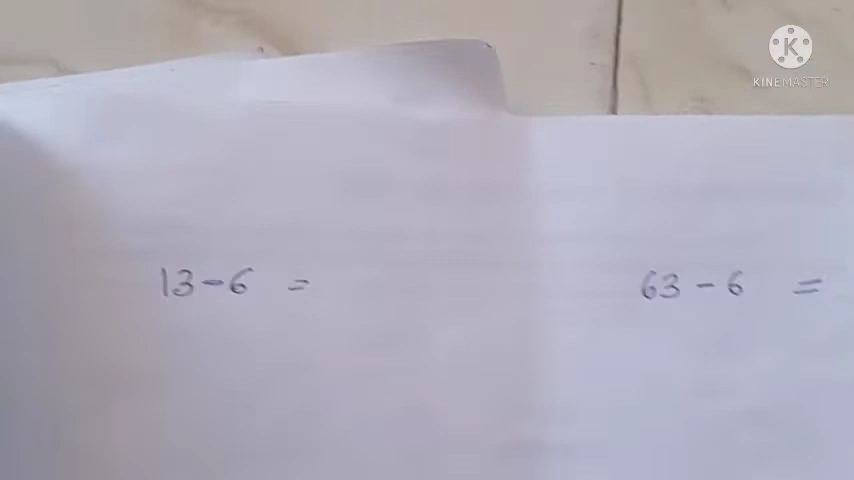 KINEMASTER
13-6 =
63-6 =